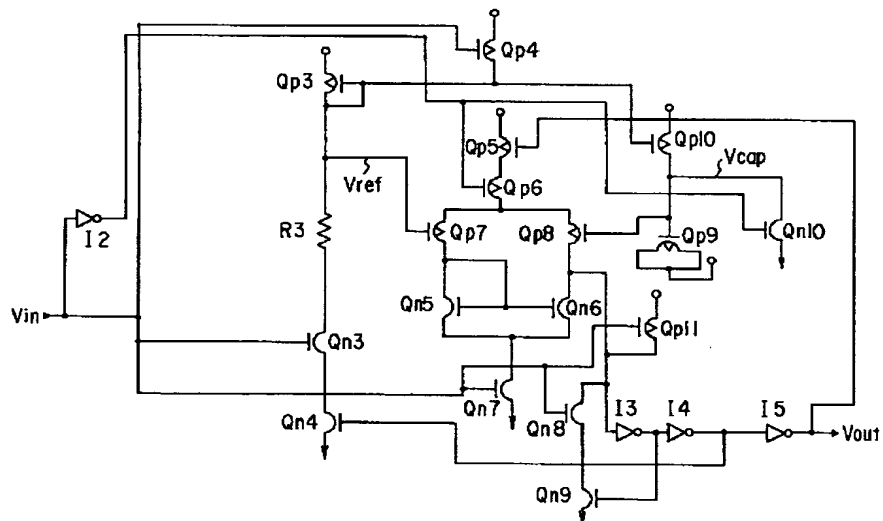 Qp4
Qp3
Qp5
Qp10
Vcap
Qp6
Vref
I2
R3
Qp7
Qp8
Qp9
Qn10
Qn5
Qn6
Vin
Qn3
Qp11
Qn7
Qn4
Qn8
I3
I4
I5
Vout
Qn9